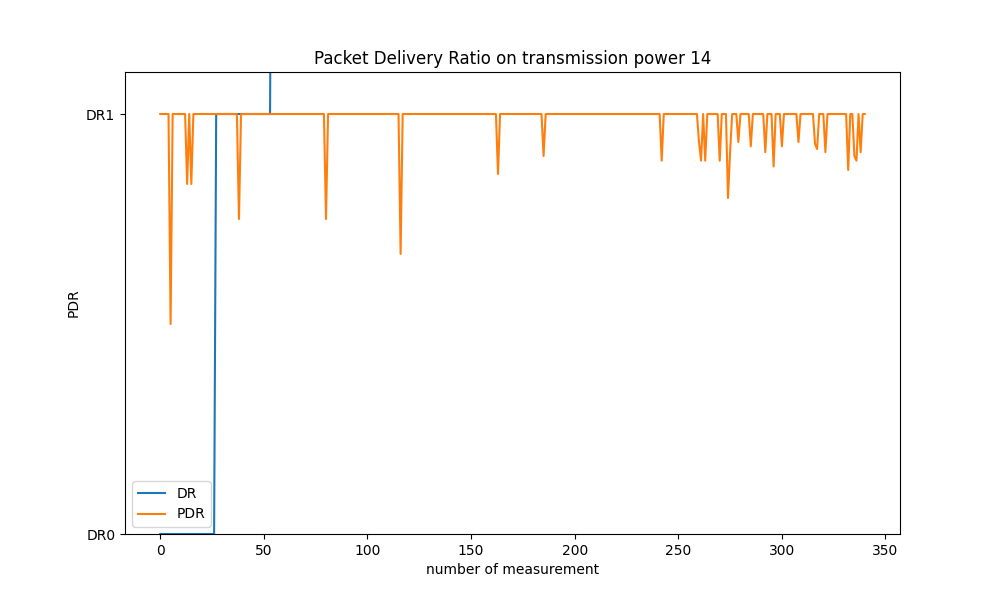 Packet Delivery Ratio on transmission power 14
DR1
PDR
DR0
DR
PDR
0 50 100 150 200 250 300 350
number of measurement